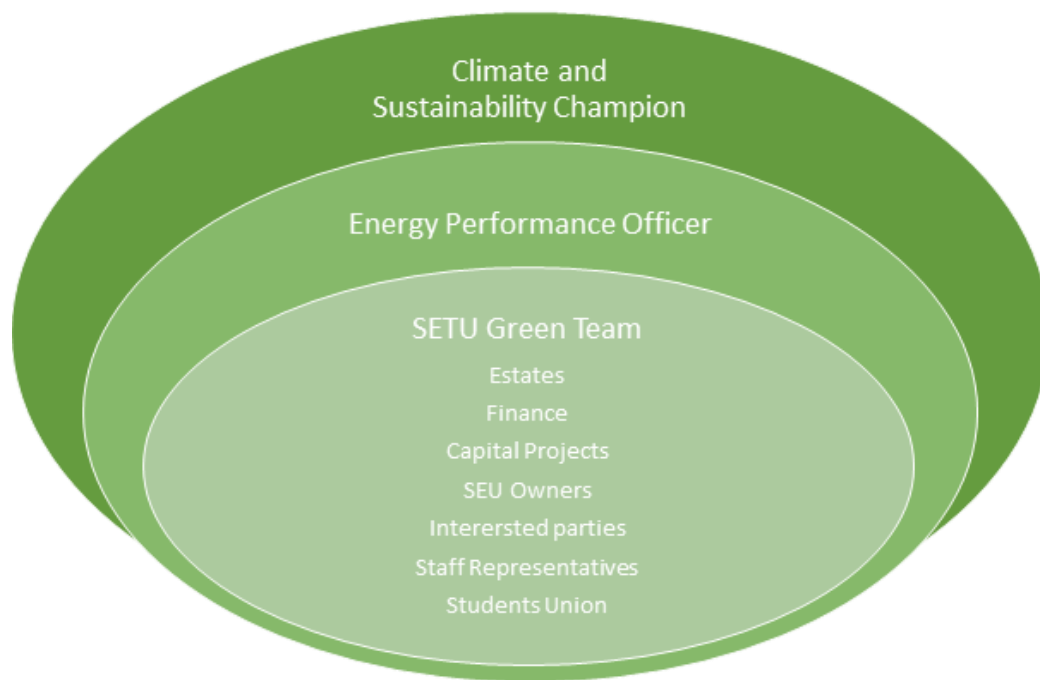 Climate and
Sustainability Champion
Energy Performance Officer
SETU Green Team
Estates
Finance
Capital Projects
SEU Owners
Interersted parties
Staff Representatives
Students Union